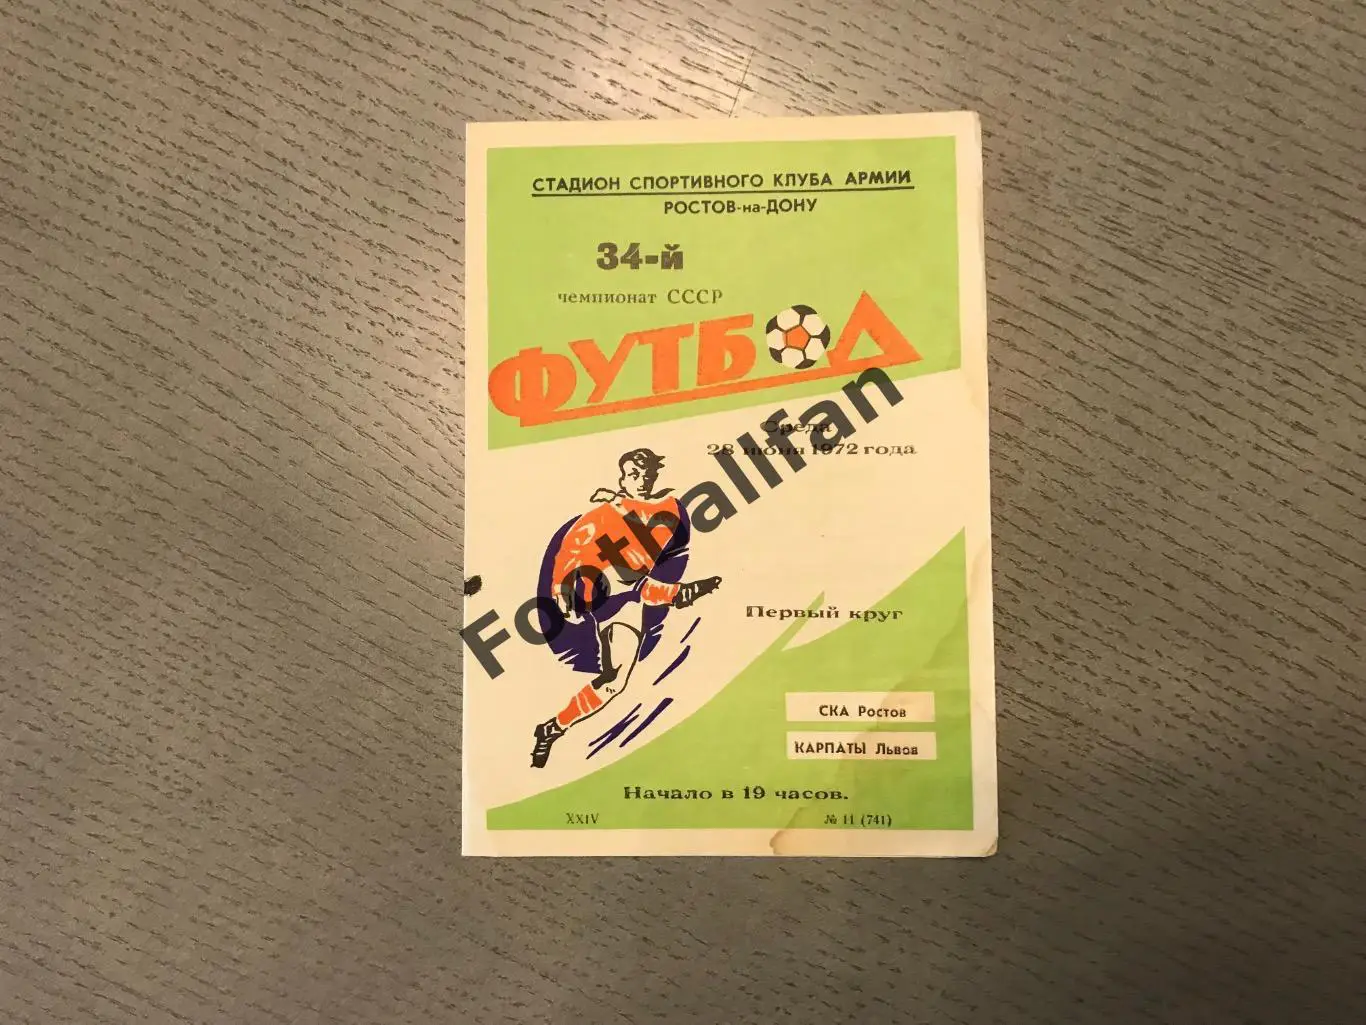 СТАДИОН СПОРТИВНОГО КЛУБА АРМИИ
РОСТОВ-на-ДОНУ
34-й
чемпионат СССР
ФУТБОЛ
Среда
28 июня 1972 года
Первый круг
СКА Ростов
КАРПАТЫ Львов
Начало в 19 часов.
XXIV
№ 11 (741)
Footballfan